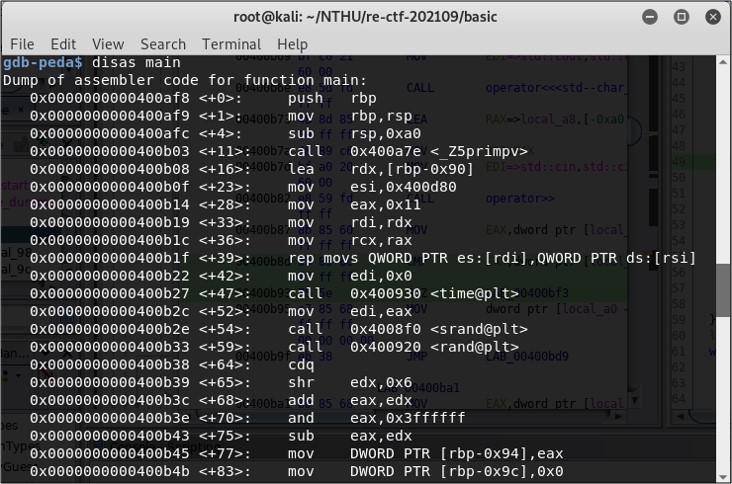 root@kali: ~/NTHU/re-ctf-202109/basic
File Edit View Search Terminal Help
gdb-peda$ disas main
Dump of assembler code for function main:
0x0000000000400af8 <+0>: push rbp
0x0000000000400af9 <+1>: mov rbp,rsp
0x0000000000400afc <+4>: sub rsp,0xa0
0x0000000000400b03 <+11>: call 0x400a7e <_Z5primpv>
0x0000000000400b08 <+16>: lea rdx,[rbp-0x90]
0x0000000000400b0f <+23>: mov esi,0x400d80
0x0000000000400b14 <+28>: mov eax,0x11
0x0000000000400b19 <+33>: mov rdi,rdx
0x0000000000400b1c <+36>: mov rcx,rax
0x0000000000400b1f <+39>: rep movs QWORD PTR es:[rdi],QWORD PTR ds:[rsi]
0x0000000000400b22 <+42>: mov edi,0x0
0x0000000000400b27 <+47>: call 0x400930 <time@plt>
0x0000000000400b2c <+52>: mov edi,eax
0x0000000000400b2e <+54>: call 0x4008f0 <srand@plt>
0x0000000000400b33 <+59>: call 0x400920 <rand@plt>
0x0000000000400b38 <+64>: cdq
0x0000000000400b39 <+65>: shr edx,0x6
0x0000000000400b3c <+68>: add eax,edx
0x0000000000400b3e <+70>: and eax,0x3ffffff
0x0000000000400b43 <+75>: sub eax,edx
0x0000000000400b45 <+77>: mov DWORD PTR [rbp-0x94],eax
0x0000000000400b4b <+83>: mov DWORD PTR [rbp-0x9c],0x0